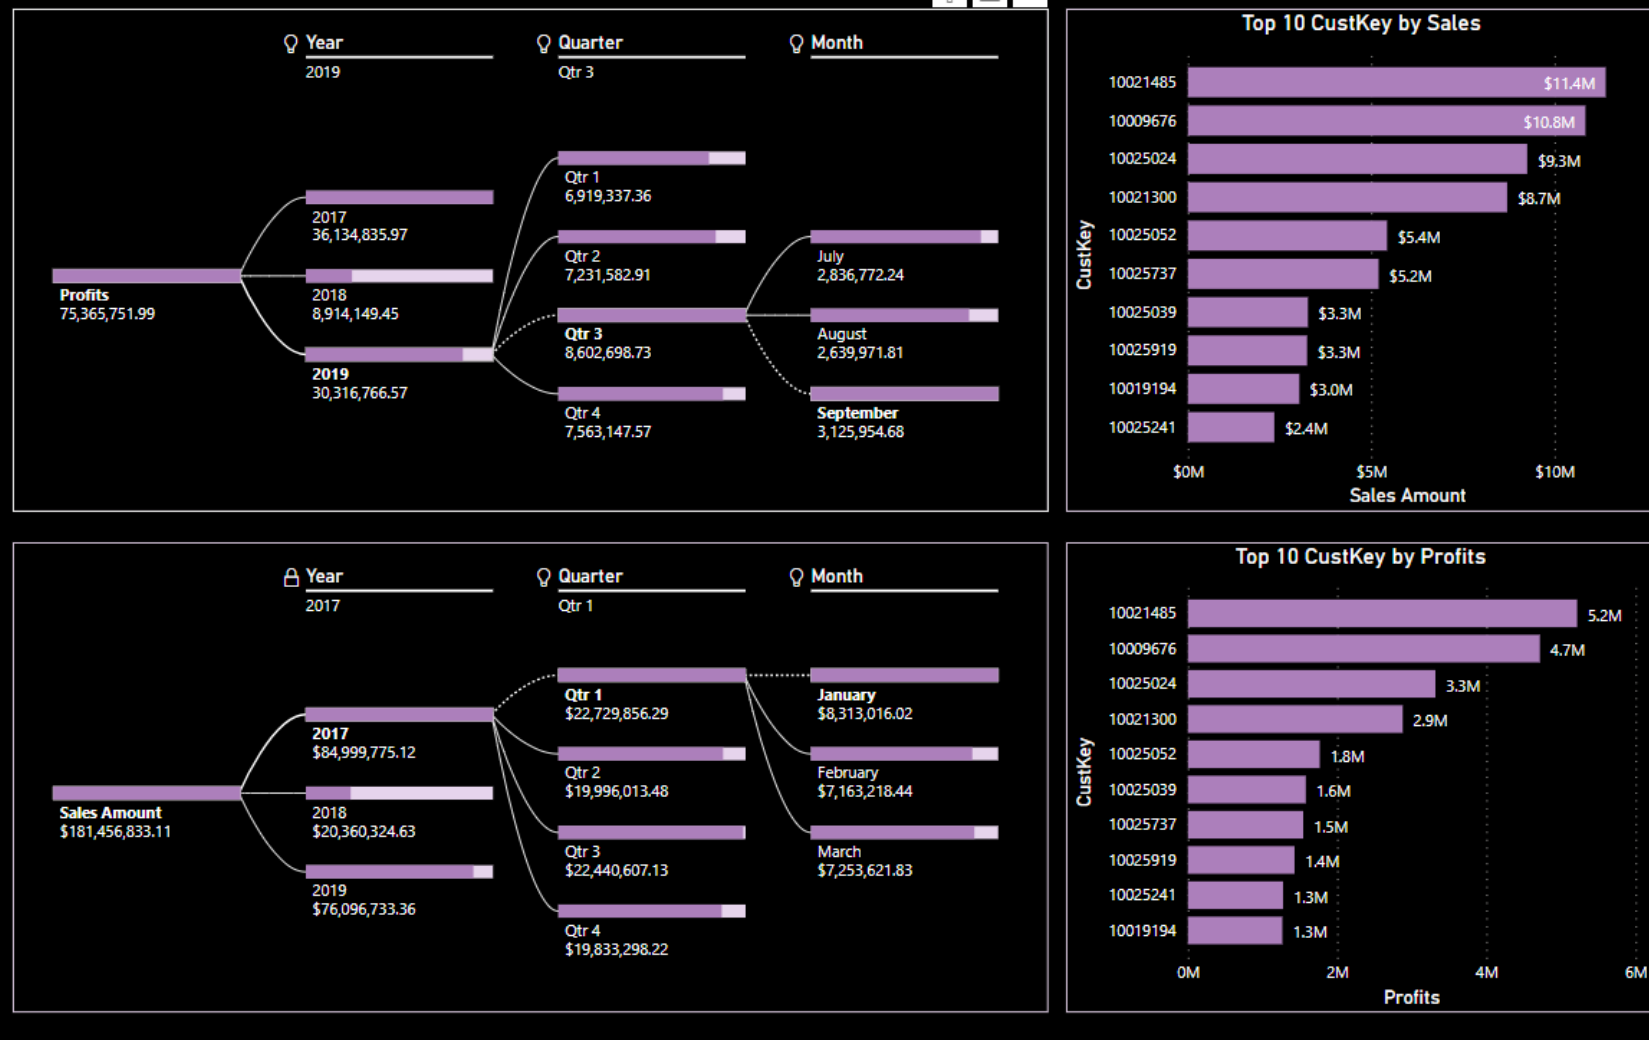 Year
2019
Quarter
Qtr 3
Month
Profits
75,365,751.99
2017
36,134,835.97
2018
8,914,149.45
2019
30,316,766.57
Qtr 1
6,919,337.36
Qtr 2
7,231,582.91
Qtr 3
8,602,698.73
Qtr 4
7,563,147.57
July
2,836,772.24
August
2,639,971.81
September
3,125,954.68
Top 10 CustKey by Sales
CustKey
10021485 $11.4M
10009676 $10.8M
10025024 $9.3M
10021300 $8.7M
10025052 $5.4M
10025737 $5.2M
10025039 $3.3M
10025919 $3.3M
10019194 $3.0M
10025241 $2.4M
$0M $5M $10M
Sales Amount
Year
2017
Quarter
Qtr 1
Month
Sales Amount
$181,456,833.11
2017
$84,999,775.12
2018
$20,360,324.63
2019
$76,096,733.36
Qtr 1
$22,729,856.29
Qtr 2
$19,996,013.48
Qtr 3
$22,440,607.13
Qtr 4
$19,833,298.22
January
$8,313,016.02
February
$7,163,218.44
March
$7,253,621.83
Top 10 CustKey by Profits
CustKey
10021485 5.2M
10009676 4.7M
10025024 3.3M
10021300 2.9M
10025052 1.8M
10025039 1.6M
10025737 1.5M
10025919 1.4M
10025241 1.3M
10019194 1.3M
0M 2M 4M 6M
Profits